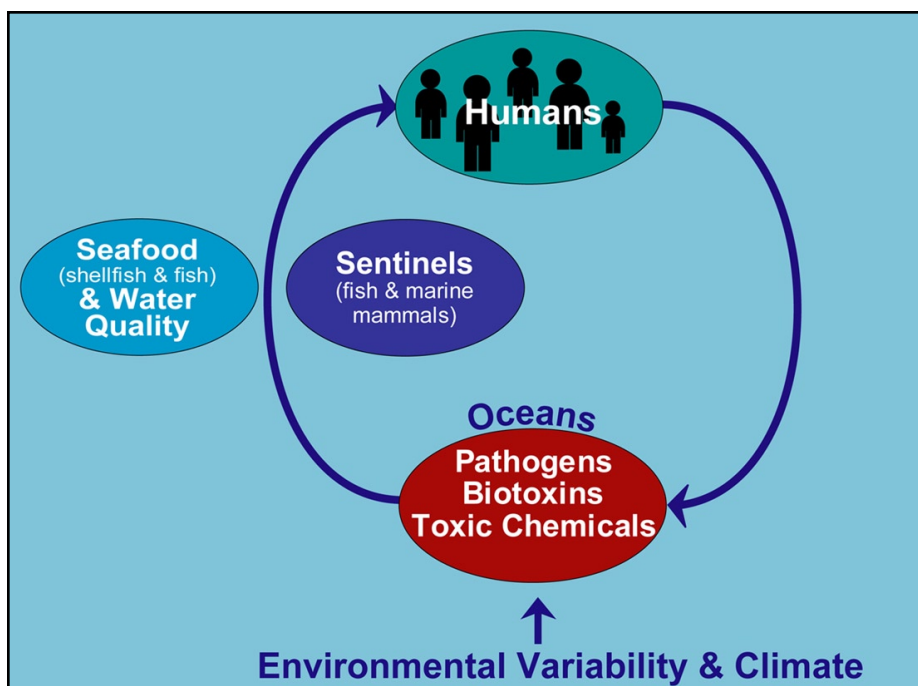 Humans
Seafood
(shellfish & fish)
& Water
Quality
Sentinels
(fish & marine
mammals)
Oceans
Pathogens
Biotoxins
Toxic Chemicals
Environmental Variability & Climate